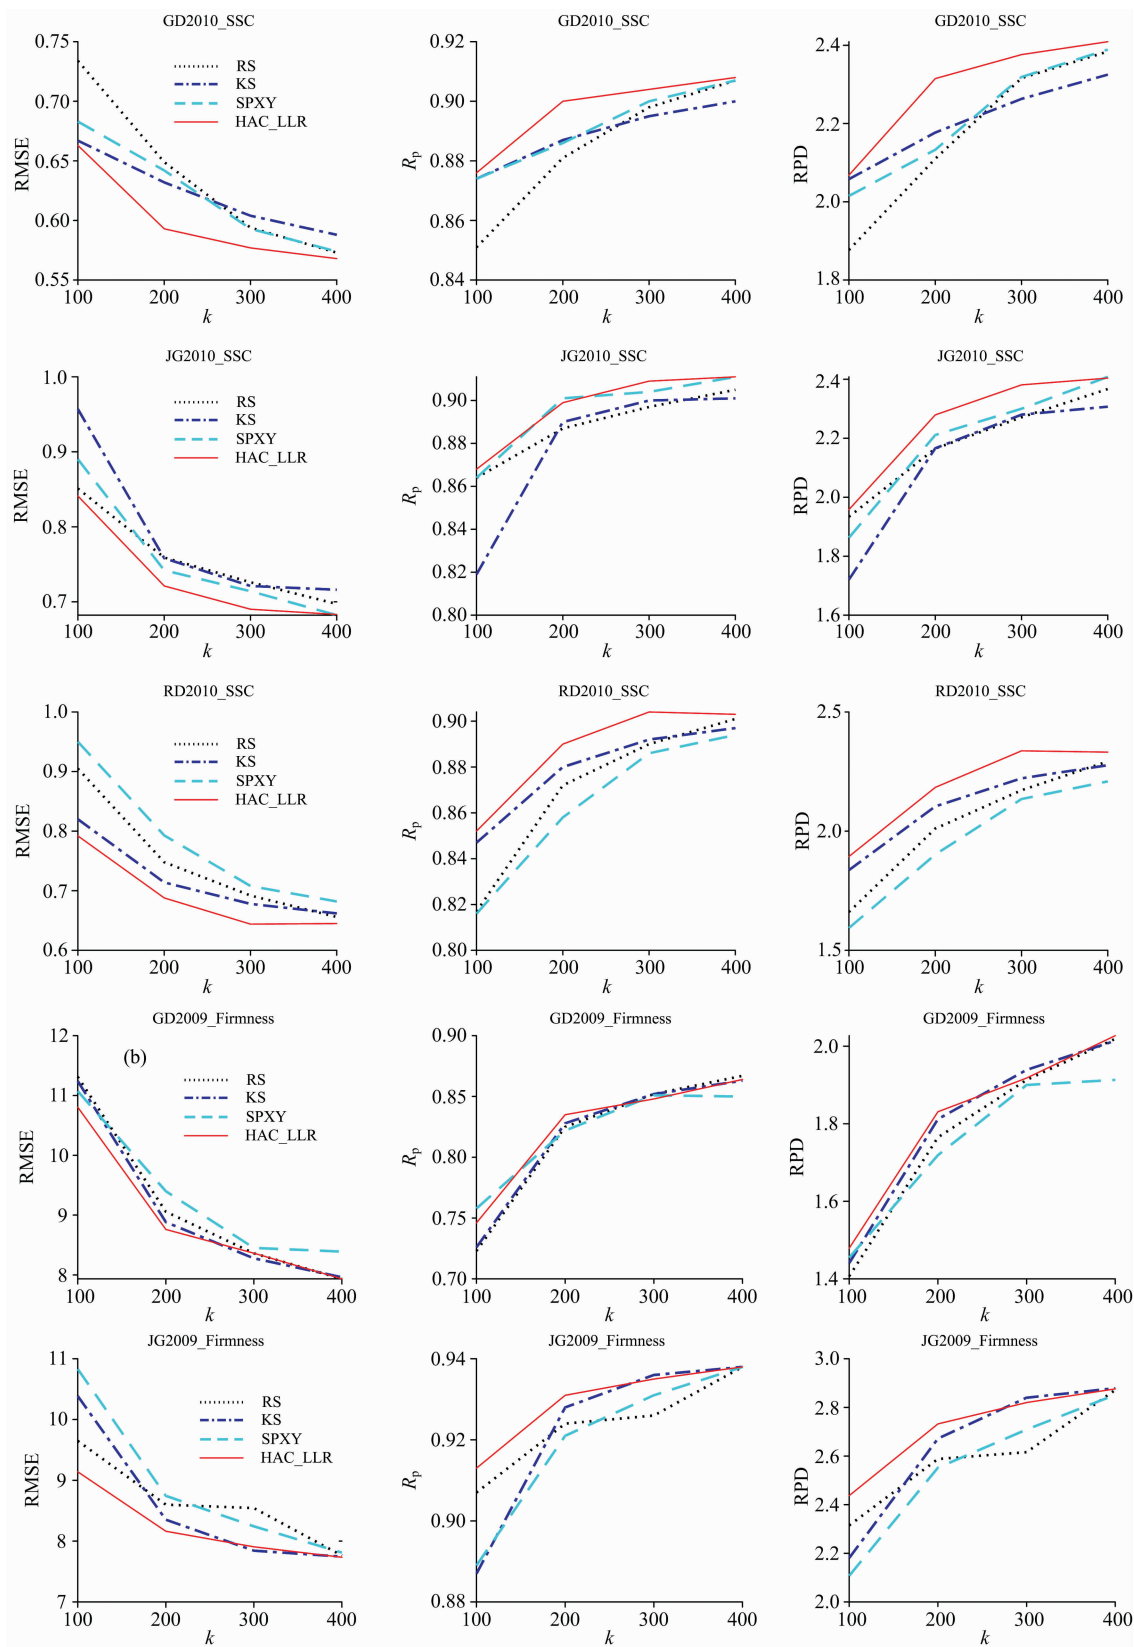 GD2010_SSC
0.75
0.70
0.65
0.60
0.55
RMSE
RS
KS
SPXY
HAC_LLR
100 200 300 400
k
GD2010_SSC
0.92
0.90
0.88
0.86
0.84
Rp
100 200 300 400
k
GD2010_SSC
2.4
2.2
2.0
1.8
RPD
100 200 300 400
k
JG2010_SSC
1.0
0.9
0.8
0.7
RMSE
RS
KS
SPXY
HAC_LLR
100 200 300 400
k
JG2010_SSC
0.90
0.88
0.86
0.84
0.82
0.80
Rp
100 200 300 400
k
JG2010_SSC
2.4
2.2
2.0
1.8
1.6
RPD
100 200 300 400
k
RD2010_SSC
1.0
0.9
0.8
0.7
0.6
RMSE
RS
KS
SPXY
HAC_LLR
100 200 300 400
k
RD2010_SSC
0.90
0.88
0.86
0.84
0.82
0.80
Rp
100 200 300 400
k
RD2010_SSC
2.5
2.0
1.5
RPD
100 200 300 400
k
GD2009_Firmness
12
11
10
9
8
RMSE
(b)
RS
KS
SPXY
HAC_LLR
100 200 300 400
k
GD2009_Firmness
0.90
0.85
0.80
0.75
0.70
Rp
100 200 300 400
k
GD2009_Firmness
2.0
1.8
1.6
1.4
RPD
100 200 300 400
k
JG2009_Firmness
11
10
9
8
7
RMSE
RS
KS
SPXY
HAC_LLR
100 200 300 400
k
JG2009_Firmness
0.94
0.92
0.90
0.88
Rp
100 200 300 400
k
JG2009_Firmness
3.0
2.8
2.6
2.4
2.2
2.0
RPD
100 200 300 400
k